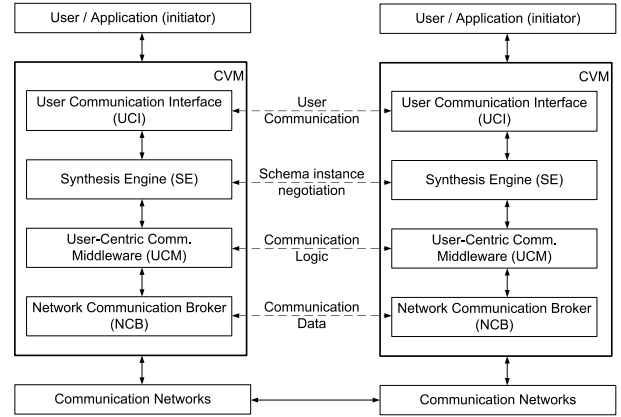 User / Application (initiator)
User / Application (initiator)
CVM
CVM
User Communication Interface
(UCI)
User
Communication
User Communication Interface
(UCI)
Synthesis Engine (SE)
Schema instance
negotiation
Synthesis Engine (SE)
User-Centric Comm.
Middleware (UCM)
Communication
Logic
User-Centric Comm.
Middleware (UCM)
Network Communication Broker
(NCB)
Communication
Data
Network Communication Broker
(NCB)
Communication Networks
Communication Networks